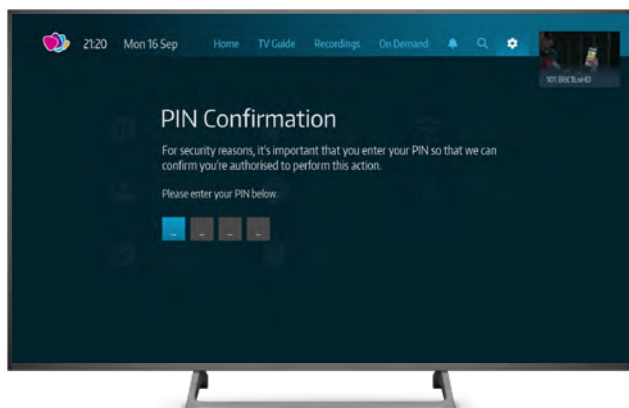 21:20 Mon 16 Sep Home TV Guide Recordings On Demand
101 BBC1LnHD
PIN Confirmation
For security reasons, it's important that you enter your PIN so that we can
confirm you're authorised to perform this action.
Please enter your PIN below.
_ _ _ _